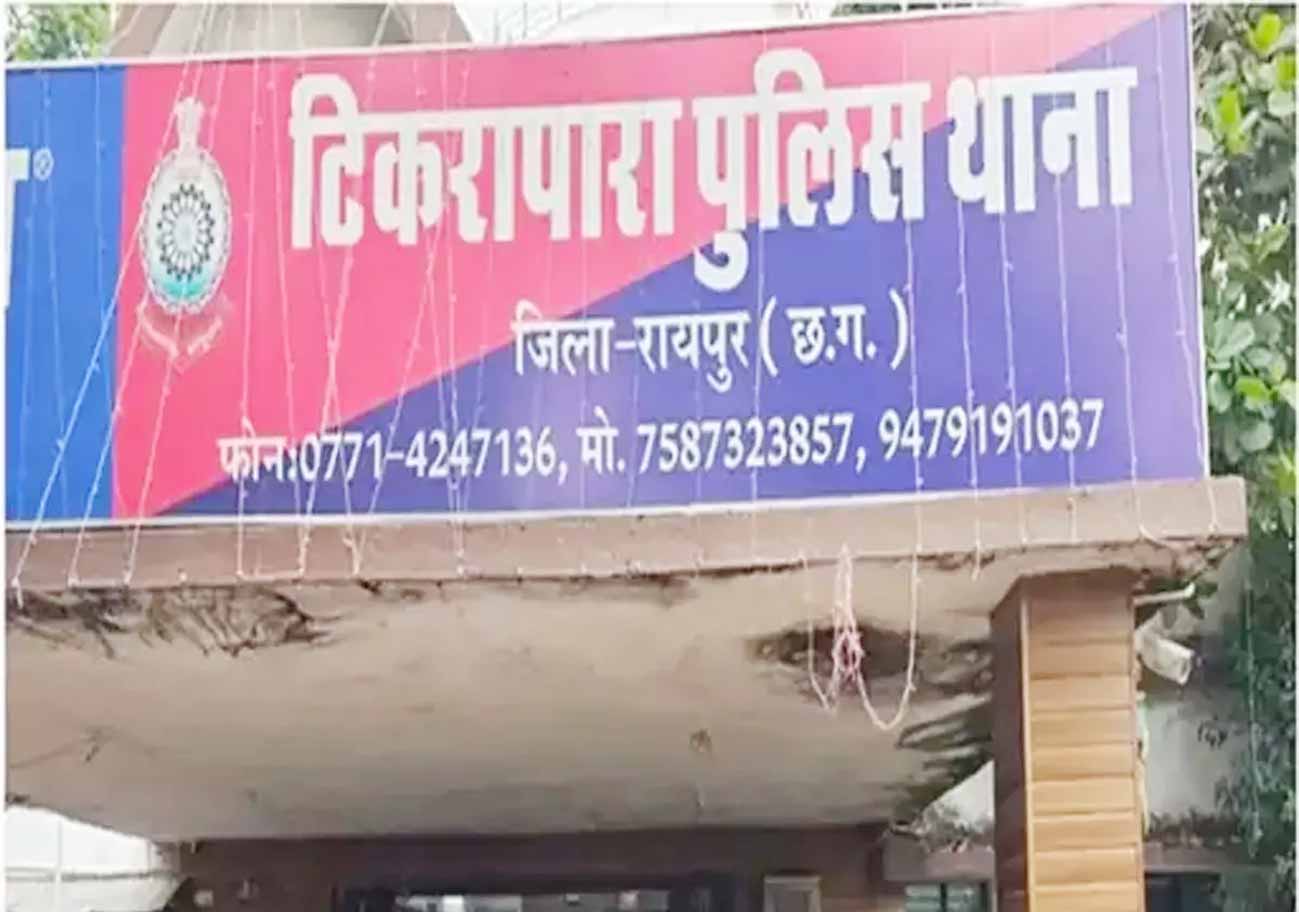 टिकरापारा पुलिस थाना
जिला-रायपुर ( छ.ग. )
फोन:0771-4247136, मो. 7587323857, 9479191037